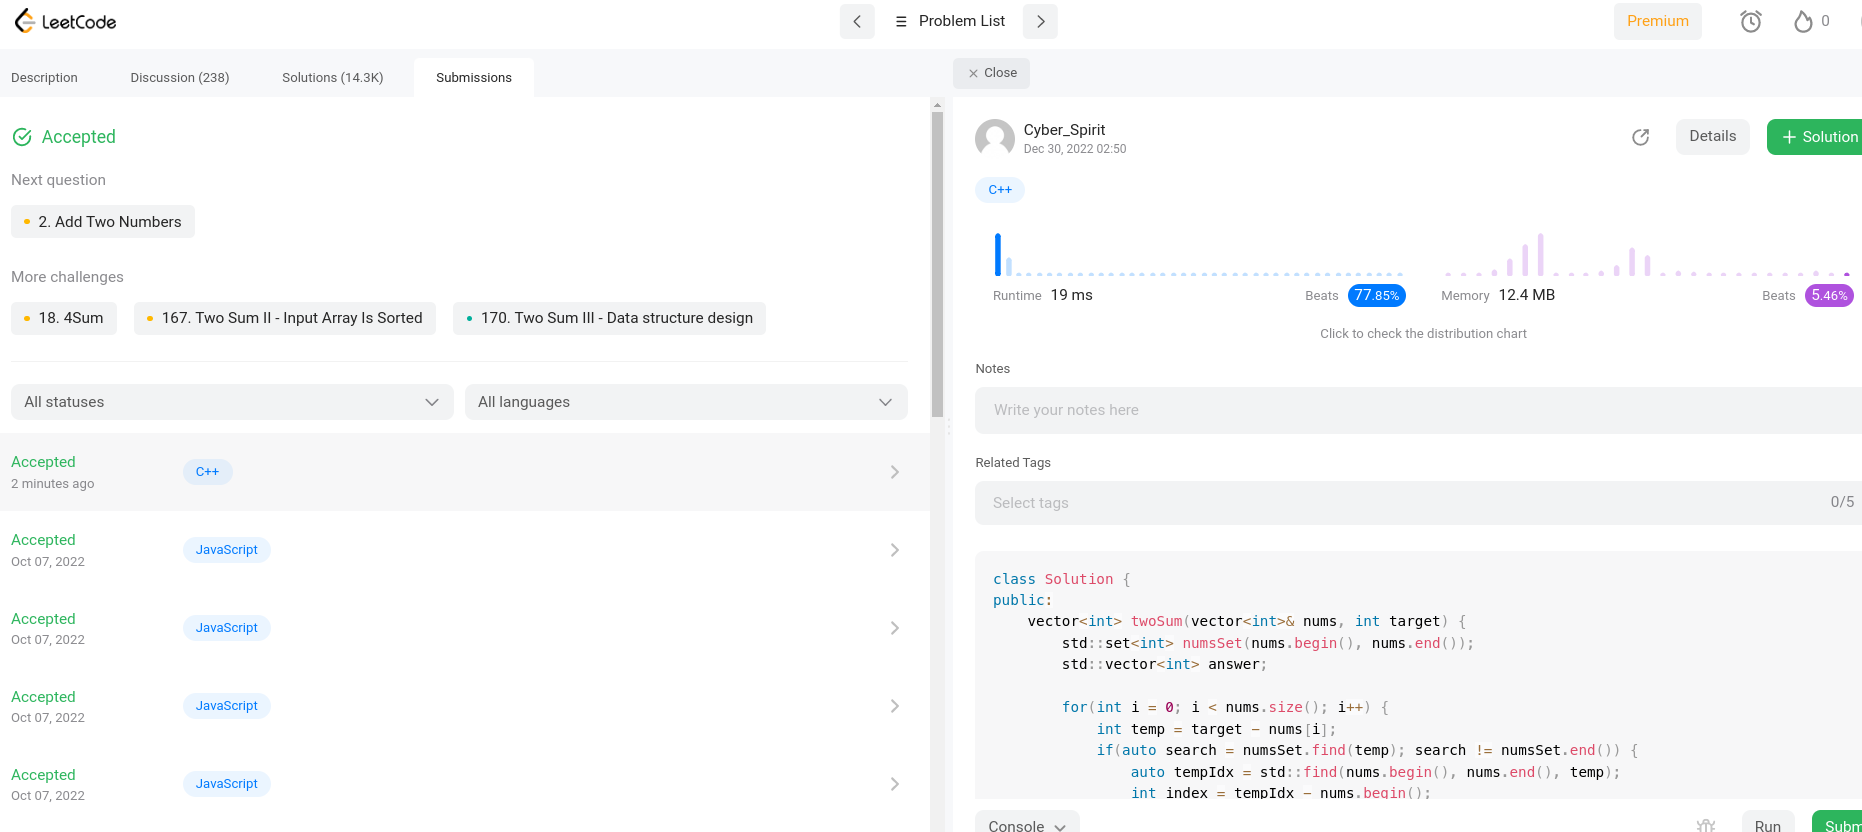 LeetCode
Problem List
Premium
0
Description
Discussion (238)
Solutions (14.3K)
Submissions
Accepted
Next question
2. Add Two Numbers
More challenges
18. 4Sum
167. Two Sum II - Input Array Is Sorted
170. Two Sum III - Data structure design
All statuses
All languages
Accepted
C++
2 minutes ago
Accepted
JavaScript
Oct 07, 2022
Accepted
JavaScript
Oct 07, 2022
Accepted
JavaScript
Oct 07, 2022
Accepted
JavaScript
Oct 07, 2022
Close
Cyber_Spirit
Dec 30, 2022 02:50
Details
Solution
C++
Runtime 19 ms
Beats 77.85%
Memory 12.4 MB
Beats 5.46%
Click to check the distribution chart
Notes
Write your notes here
Related Tags
Select tags
0/5
class Solution {
public:
    vector<int> twoSum(vector<int>& nums, int target) {
        std::set<int> numsSet(nums.begin(), nums.end());
        std::vector<int> answer;
        for(int i = 0; i < nums.size(); i++) {
            int temp = target - nums[i];
            if(auto search = numsSet.find(temp); search != numsSet.end()) {
                auto tempIdx = std::find(nums.begin(), nums.end(), temp);
                int index = tempIdx - nums.begin();
Console
Run
Subm